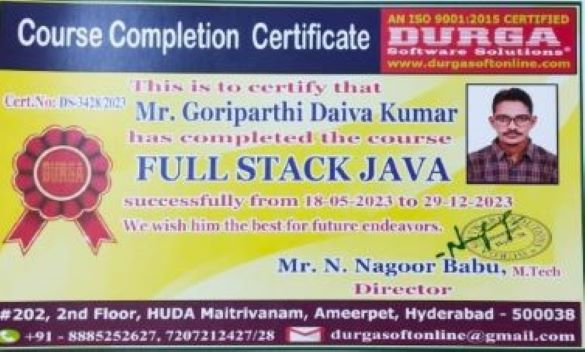 Course Completion Certificate
AN ISO 9001:2015 CERTIFIED
DURGA
Software Solutions
www.durgasoftonline.com
This is to certify that
Cert.No: DS-3428/2023
Mr. Goriparthi Daiva Kumar
has completed the course
DURGA
FULL STACK JAVA
successfully from 18-05-2023 to 29-12-2023
We wish him the best for future endeavors.
Mr. N. Nagoor Babu, M.Tech
Director
#202, 2nd Floor, HUDA Maitrivanam, Ameerpet, Hyderabad - 500038
+91 - 8885252627, 7207212427/28 durgasoftonline@gmail.com